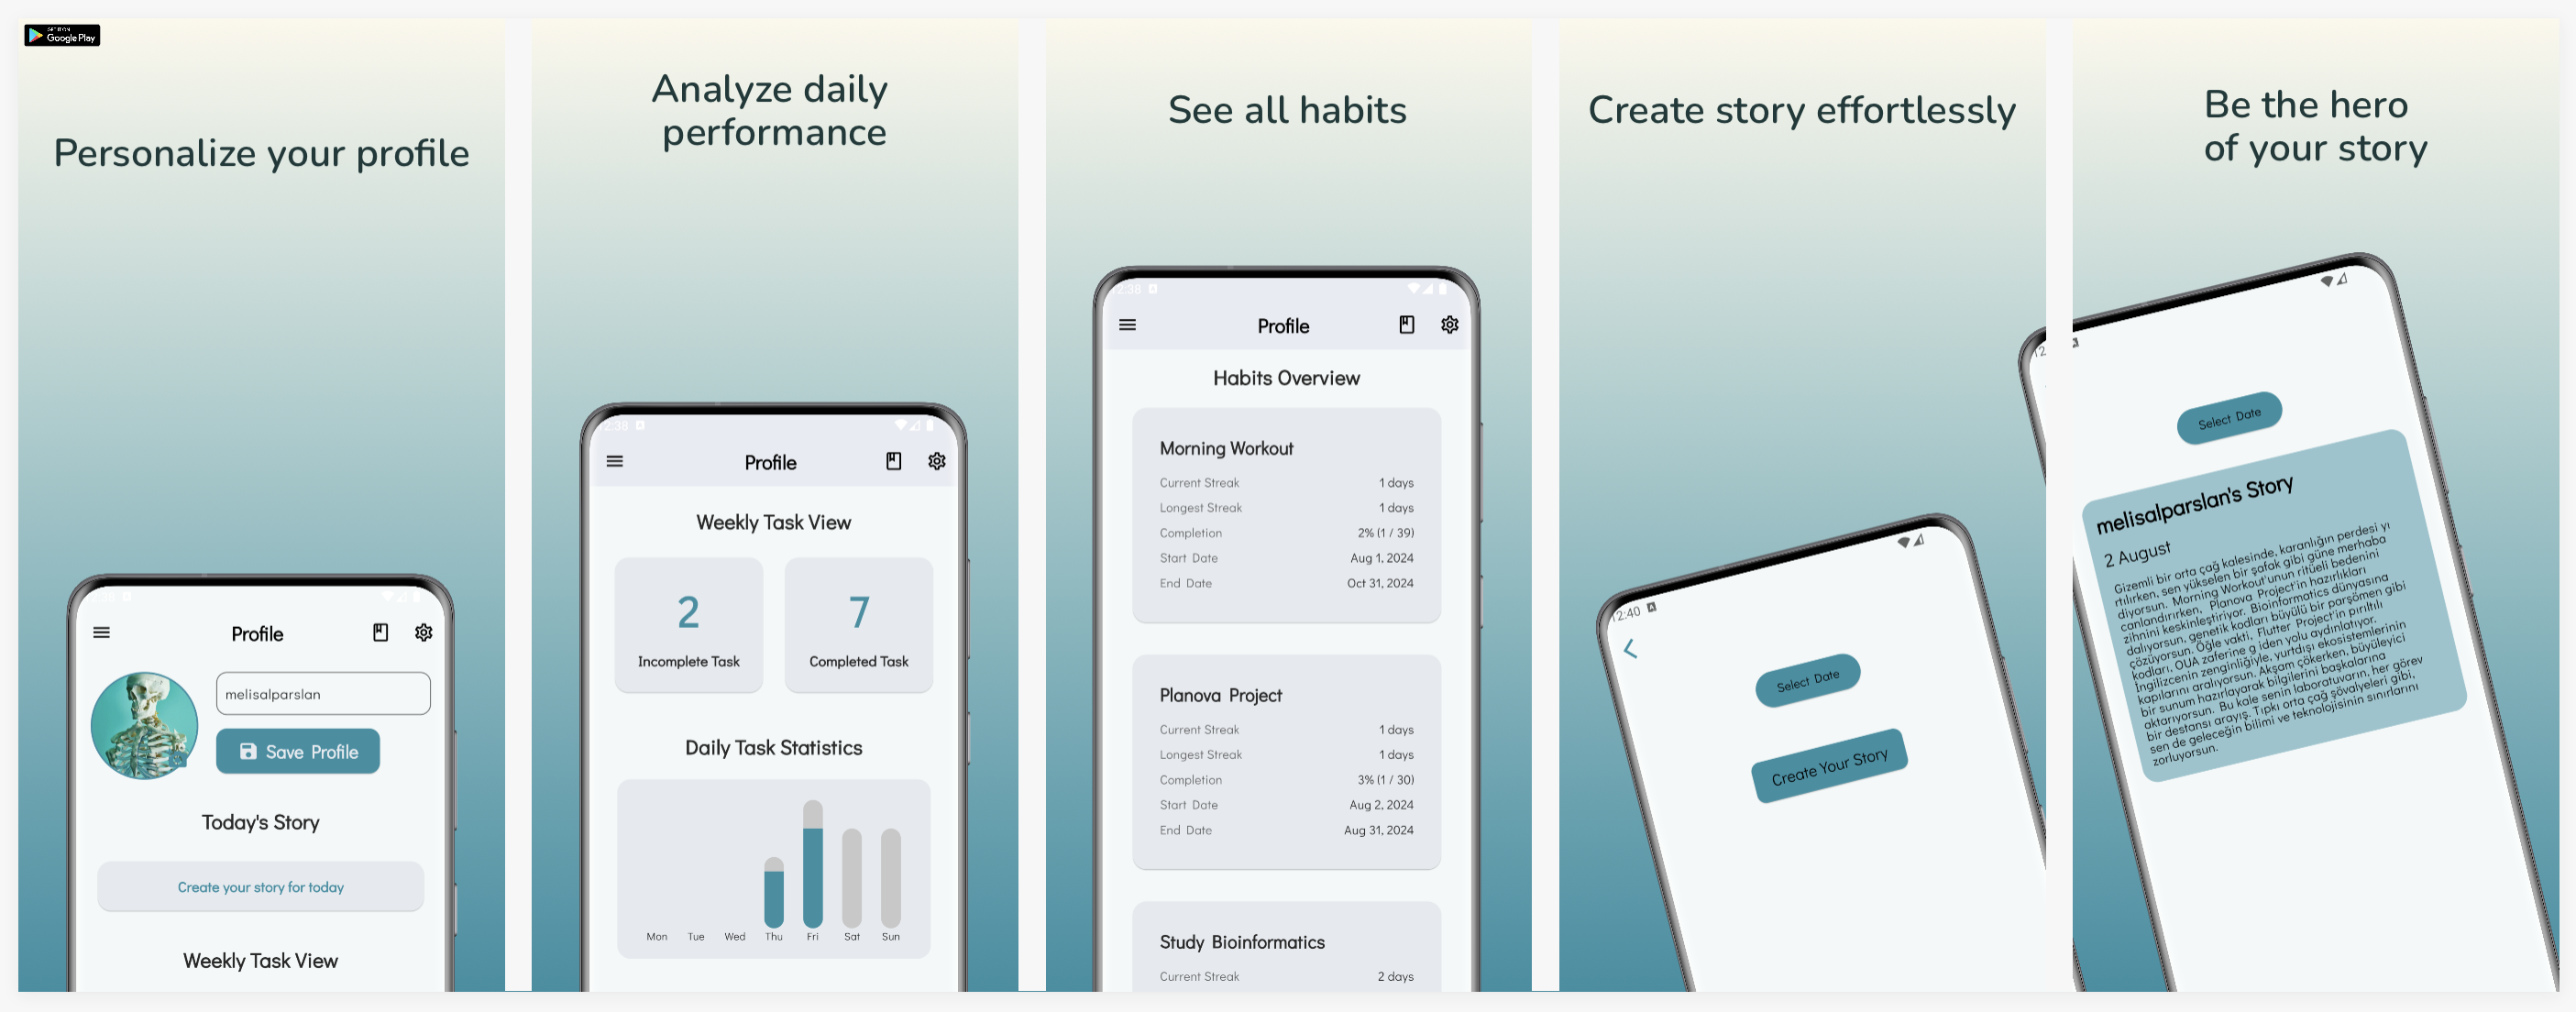 GET IT ON
Google Play
Personalize your profile
Profile
melisalparslan
Save Profile
Today's Story
Create your story for today
Weekly Task View
Analyze daily
performance
12:38
Profile
Weekly Task View
2
Incomplete Task
7
Completed Task
Daily Task Statistics
Mon Tue Wed Thu Fri Sat Sun
See all habits
12:38
Profile
Habits Overview
Morning Workout
Current Streak 1 days
Longest Streak 1 days
Completion 2% (1 / 39)
Start Date Aug 1, 2024
End Date Oct 31, 2024
Planova Project
Current Streak 1 days
Longest Streak 1 days
Completion 3% (1 / 30)
Start Date Aug 2, 2024
End Date Aug 31, 2024
Study Bioinformatics
Current Streak 2 days
Create story effortlessly
12:40
Select Date
Create Your Story
12
Be the hero
of your story
Select Date
melisalparslan's Story
2 August
Gizemli bir orta çağ kalesinde, karanlığın perdesi yı
rtılırken, sen yükselen bir şafak gibi güne merhaba
diyorsun. Morning Workout'unun ritüeli bedenini
canlandırırken, Planova Project'in hazırlıkları
zihnini keskinleştiriyor. Bioinformatics dünyasına
dalıyorsun, genetik kodları büyülü bir parşömen gibi
çözüyorsun. Öğle vakti, Flutter Project'in pırıltılı
kodları, OUA zaferine g iden yolu aydınlatıyor.
İngilizcenin zenginliğiyle, yurtdışı ekosistemlerinin
kapılarını aralıyorsun. Akşam çökerken, büyüleyici
bir sunum hazırlayarak bilgilerini başkalarına
aktarıyorsun. Bu kale senin laboratuvarın, her görev
bir destansı arayış. Tıpkı orta çağ şövalyeleri gibi,
sen de geleceğin bilimi ve teknolojisinin sınırlarını
zorluyorsun.